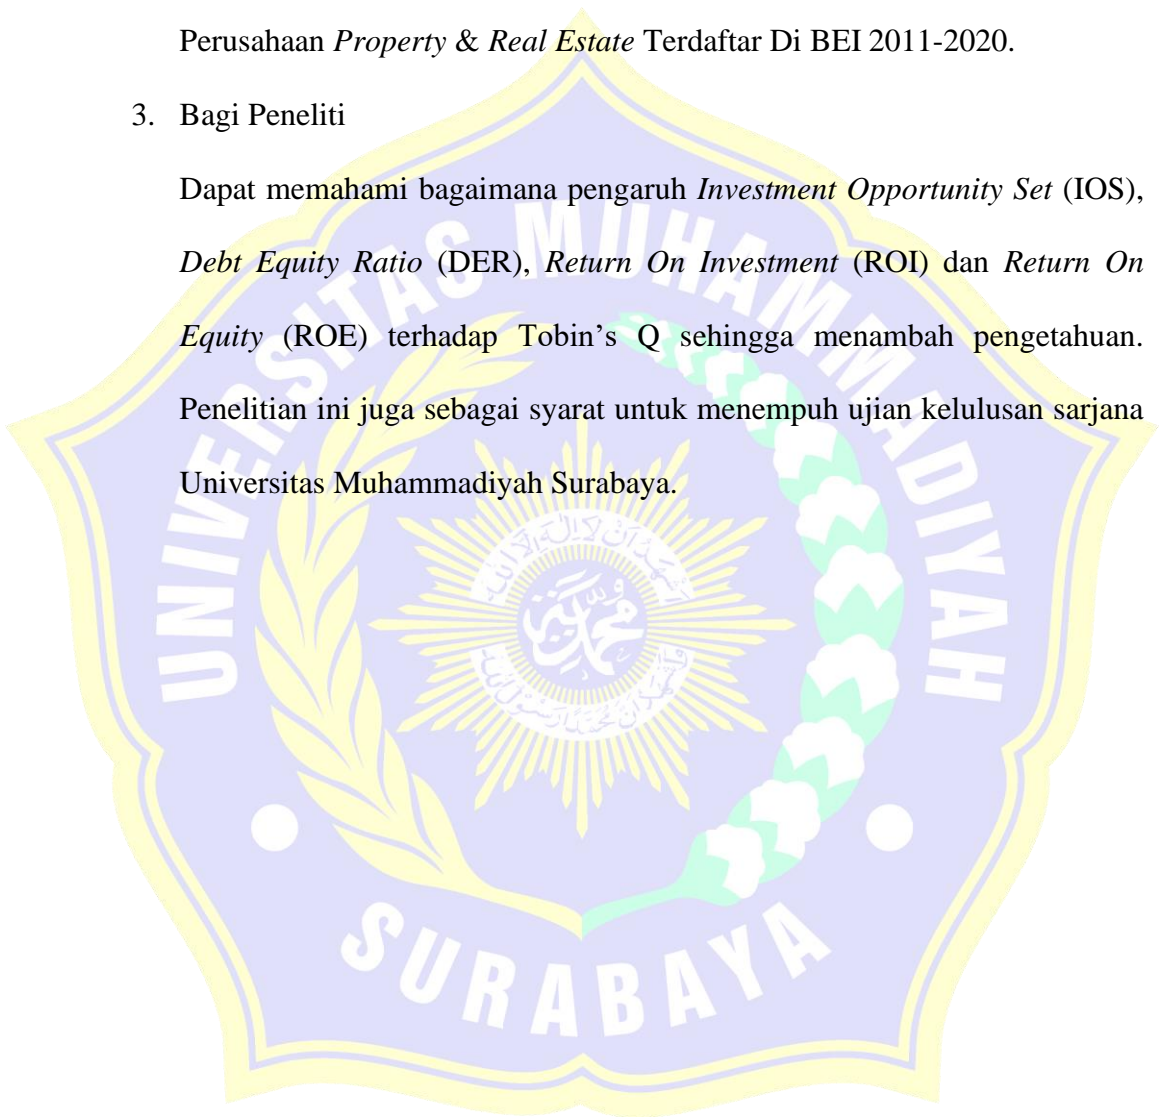 Perusahaan Property & Real Estate Terdaftar Di BEI 2011-2020.
3. Bagi Peneliti
Dapat memahami bagaimana pengaruh Investment Opportunity Set (IOS),
Debt Equity Ratio (DER), Return On Investment (ROI) dan Return On
Equity (ROE) terhadap Tobin’s Q sehingga menambah pengetahuan.
Penelitian ini juga sebagai syarat untuk menempuh ujian kelulusan sarjana
Universitas Muhammadiyah Surabaya.
UNIVERSITAS MUHAMMADIYAH
SURABAYA